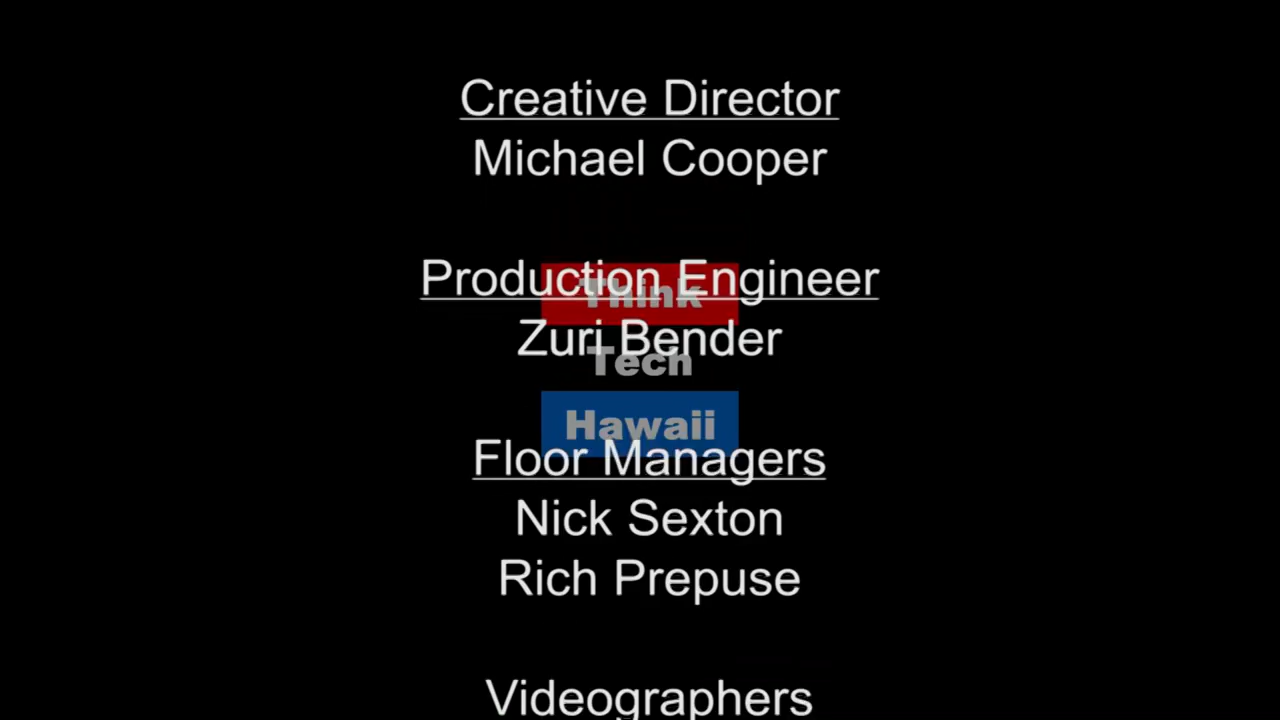 Creative Director
Michael Cooper
Production Engineer
Think
Zuri Bender
Tech
Hawaii
Floor Managers
Nick Sexton
Rich Prepuse
Videographers